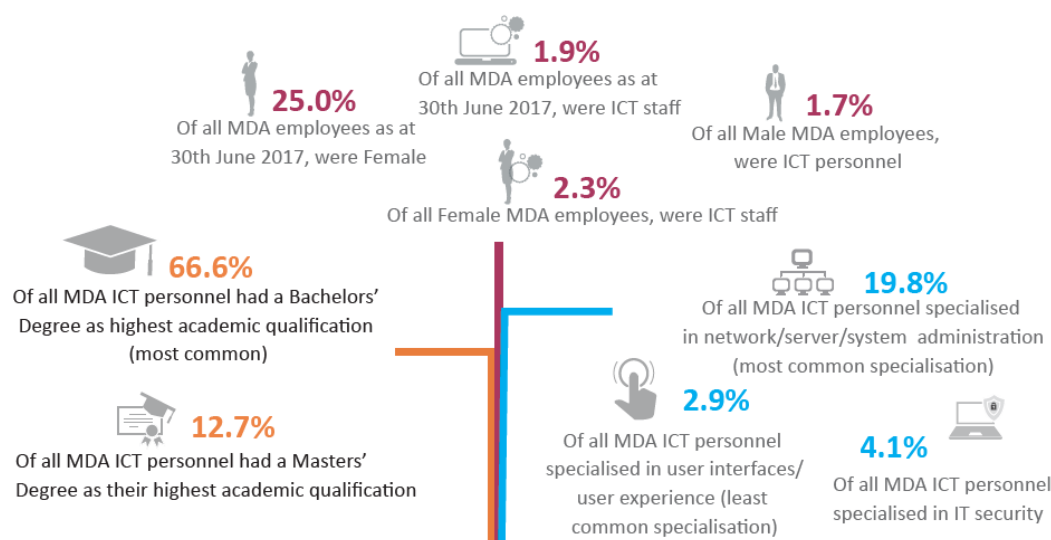 1.9%
Of all MDA employees as at
30th June 2017, were ICT staff
25.0%
Of all MDA employees as at
30th June 2017, were Female
1.7%
Of all Male MDA employees,
were ICT personnel
2.3%
Of all Female MDA employees, were ICT staff
66.6%
Of all MDA ICT personnel had a Bachelors’
Degree as highest academic qualification
(most common)
12.7%
Of all MDA ICT personnel had a Masters’
Degree as their highest academic qualification
19.8%
Of all MDA ICT personnel specialised
in network/server/system administration
(most common specialisation)
2.9%
Of all MDA ICT personnel
specialised in user interfaces/
user experience (least
common specialisation)
4.1%
Of all MDA ICT personnel
specialised in IT security